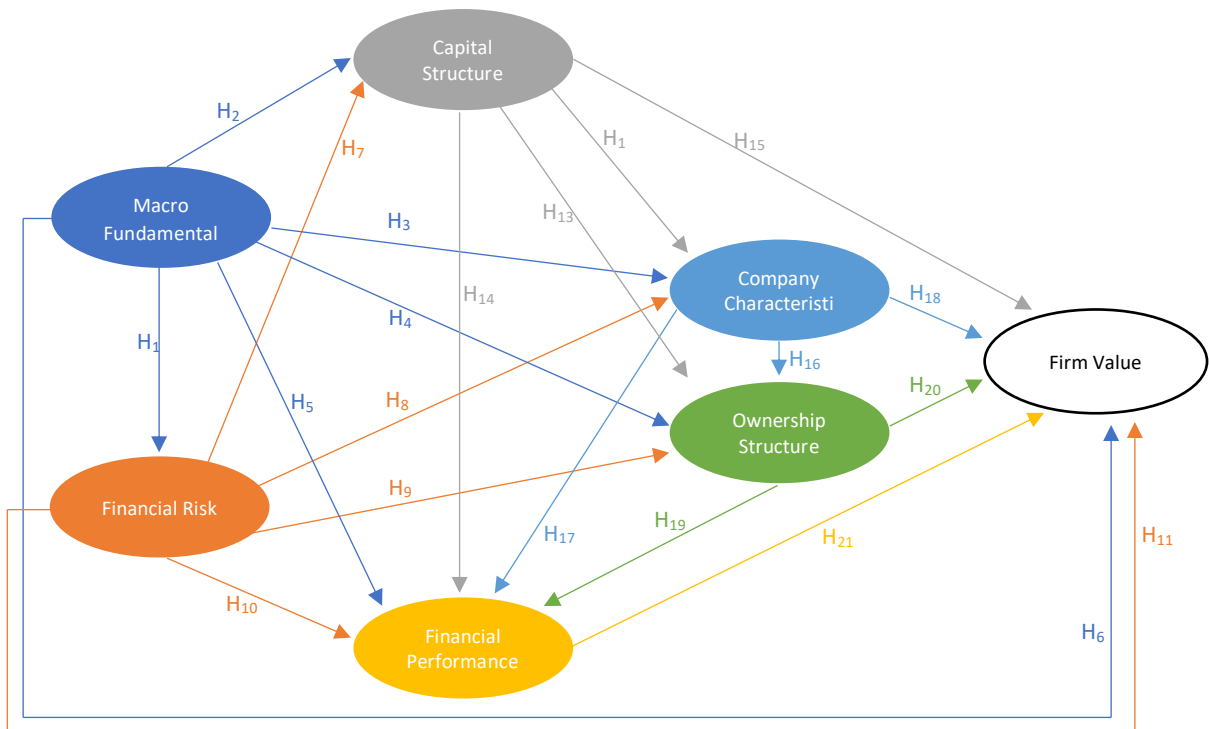 Capital
Structure
H₂
H₇
H₁
H₁₅
Macro
Fundamental
H₃
H₁₃
Company
Characteristi
H₁₄
H₁₈
H₄
H₁
H₁₆
Firm Value
H₅
H₈
H₂₀
Ownership
Structure
H₉
Financial Risk
H₁₉
H₁₇
H₂₁
H₁₁
H₁₀
Financial
Performance
H₆